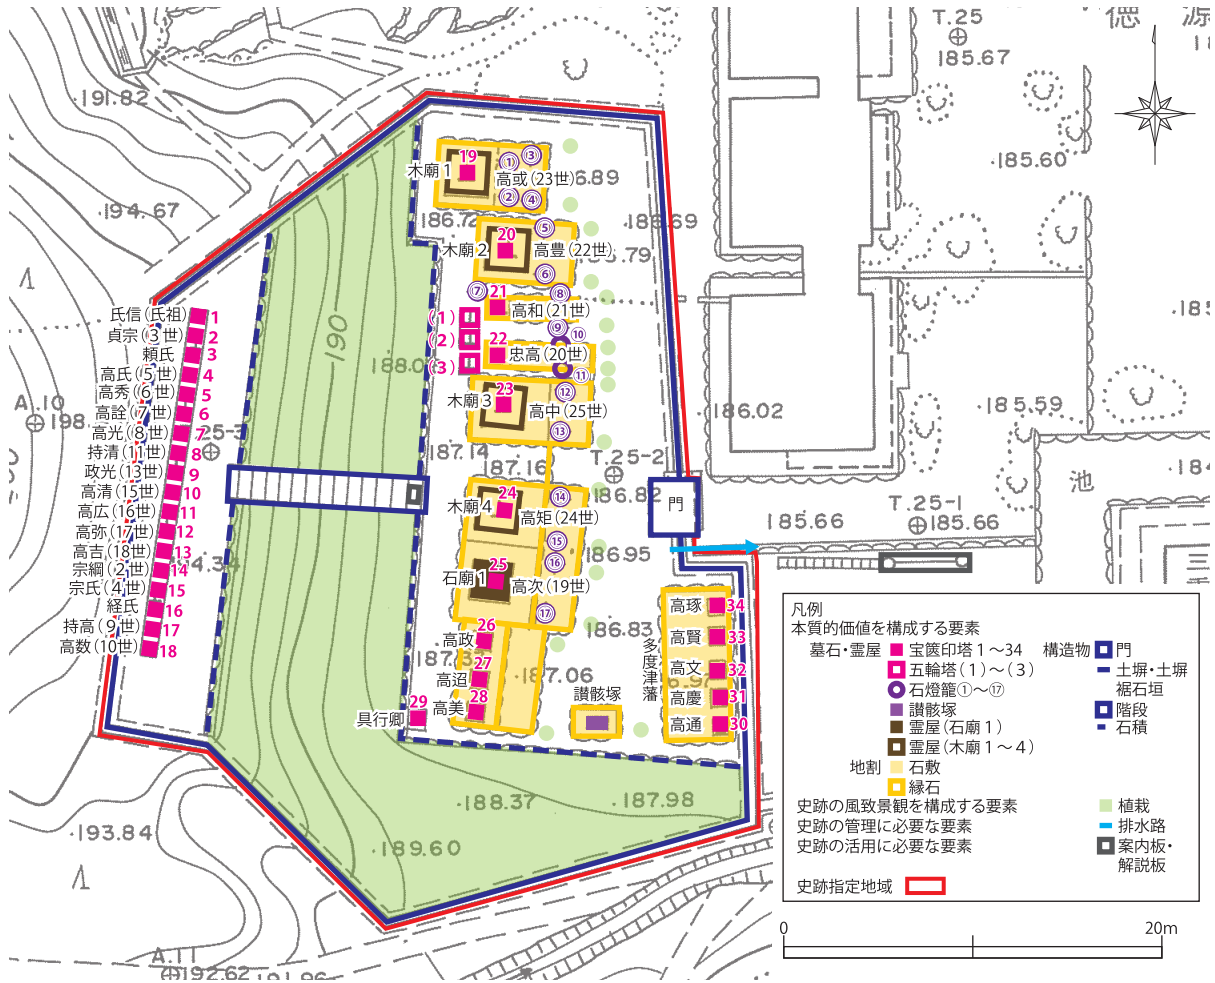 T.25
徳 源
185.67
191.82
185.60
194.67
木廟1
19
① ③
② ④
高或(23世)
6.89
186.72
186.69
木廟2
20
⑤
⑥
高豊(22世)
.79
21
⑦
⑧
高和(21世)
(1)
(2)
(3)
⑨
⑩
22
忠高(20世)
⑪
190
188.0
木廟3
23
⑫
⑬
高中(25世)
187.14
187.16
T.25-2
186.82
186.02
185.59
185.
184
池
氏信(氏祖) 1
貞宗(3世) 2
頼氏 3
高氏(5世) 4
高秀(6世) 5
高詮(7世) 6
高光(8世) 7
持清(11世) 8
政光(13世) 9
高清(15世) 10
高広(16世) 11
高弥(17世) 12
高吉(18世) 13
宗綱(2世) 14
宗氏(4世) 15
経氏 16
持高(9世) 17
高数(10世) 18
A.10
198.
25-3
4.34
木廟4
24
⑭
高矩(24世)
⑮
⑯
石廟1
25
高次(19世)
⑰
門
T.25-1
185.66
185.66
186.95
186.83
高政
26
187.3
高沼
27
187.06
高美
28
具行卿
29
讃骸塚
多度津藩
高琢 34
高賢 33
高文 32
高慶 31
高通 30
188.37
187.98
189.60
193.84
A.11
192.62
191.96
凡例
本質的価値を構成する要素
墓石・霊屋 宝篋印塔1～34
五輪塔(1)～(3)
石燈籠①～⑰
讃骸塚
霊屋(石廟1)
霊屋(木廟1～4)
地割 石敷
縁石
構造物 門
土塀・土塀
裾石垣
階段
石積
史跡の風致景観を構成する要素 植栽
史跡の管理に必要な要素 排水路
史跡の活用に必要な要素 案内板・
解説板
史跡指定地域
0 20m